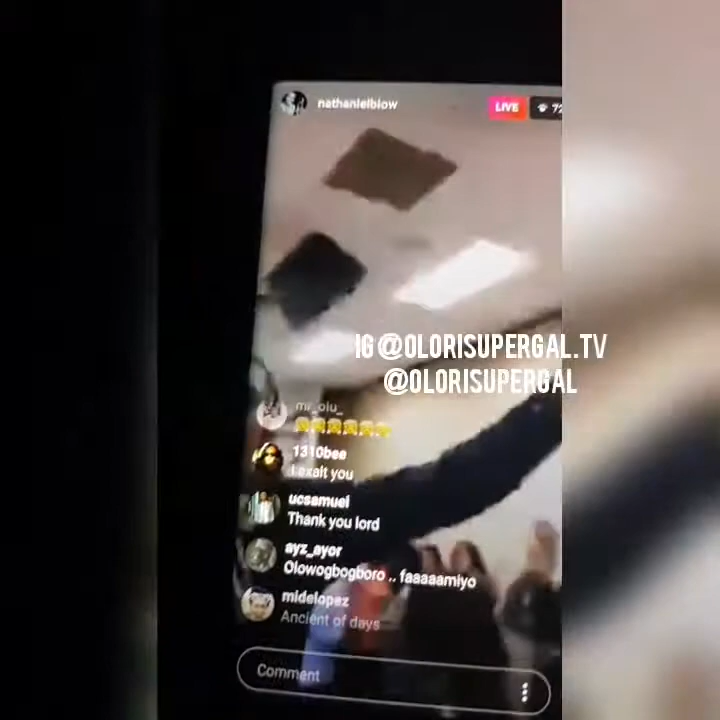 nathanielblow
LIVE
72
IG @OLORISUPERGAL.TV
@OLORISUPERGAL
mr_olu_
1310bee
I exalt you
ucsamuel
Thank you lord
ayz_ayor
Olowogbogboro .. faaaaamiyo
midelopez
Ancient of days
Comment